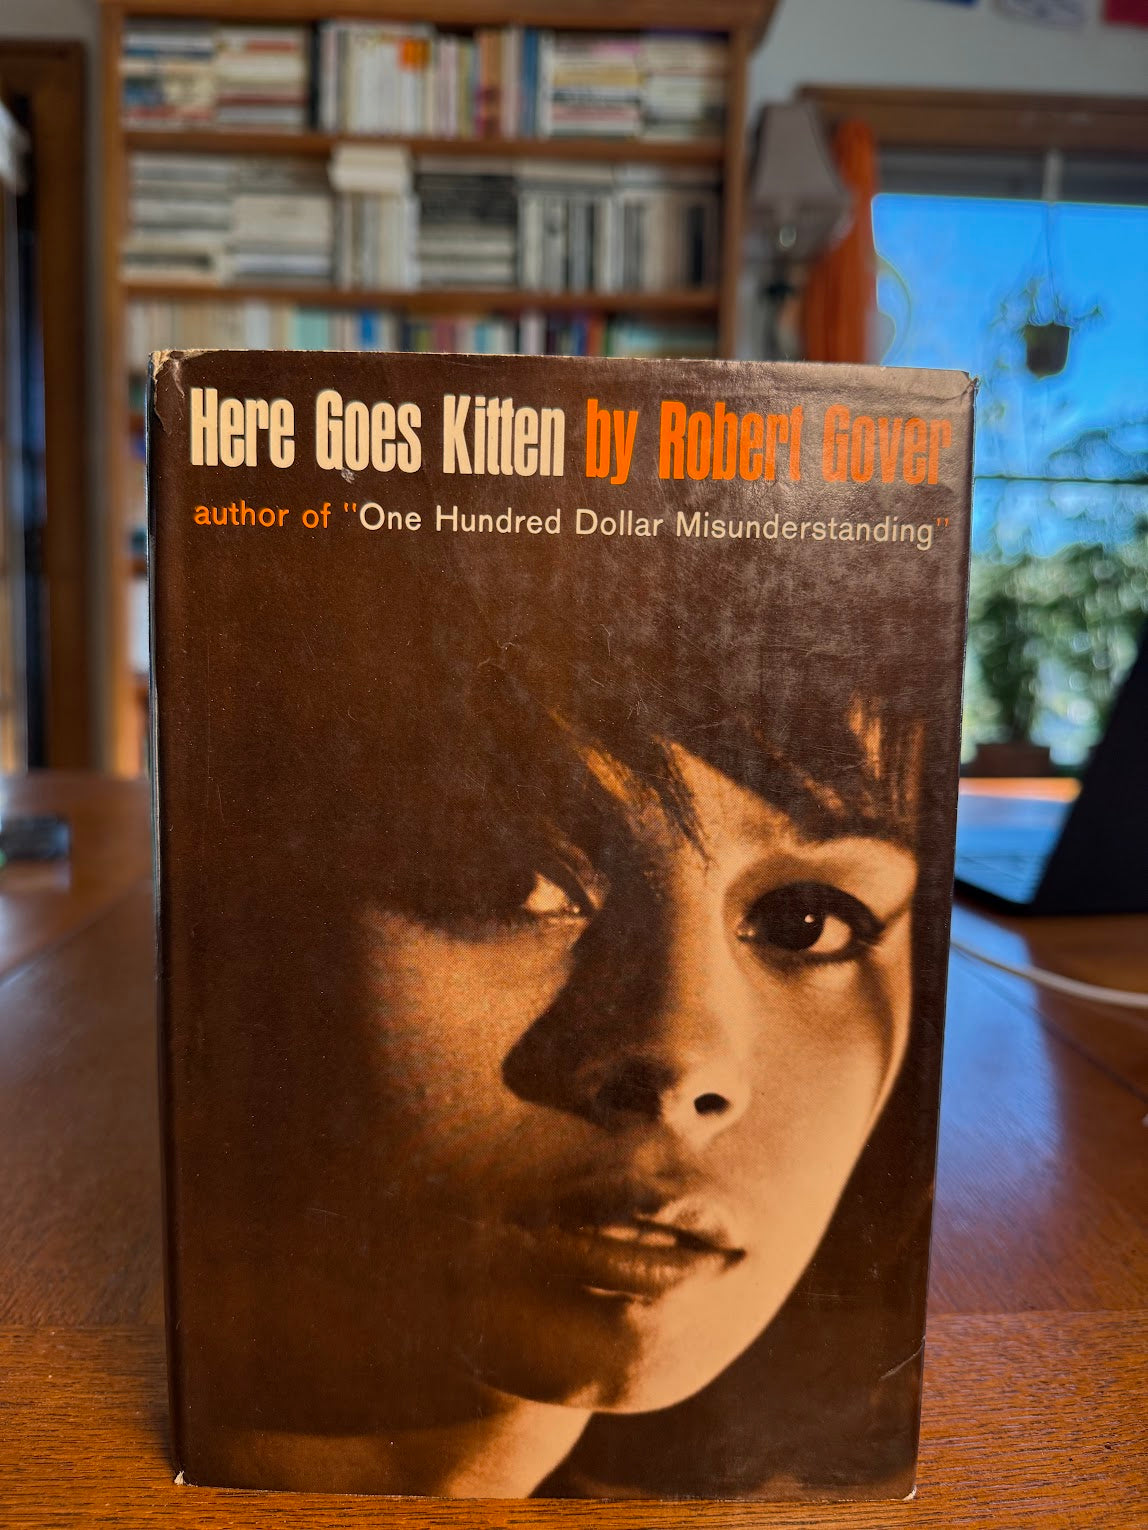 Here Goes Kitten by Robert Gover
author of "One Hundred Dollar Misunderstanding"